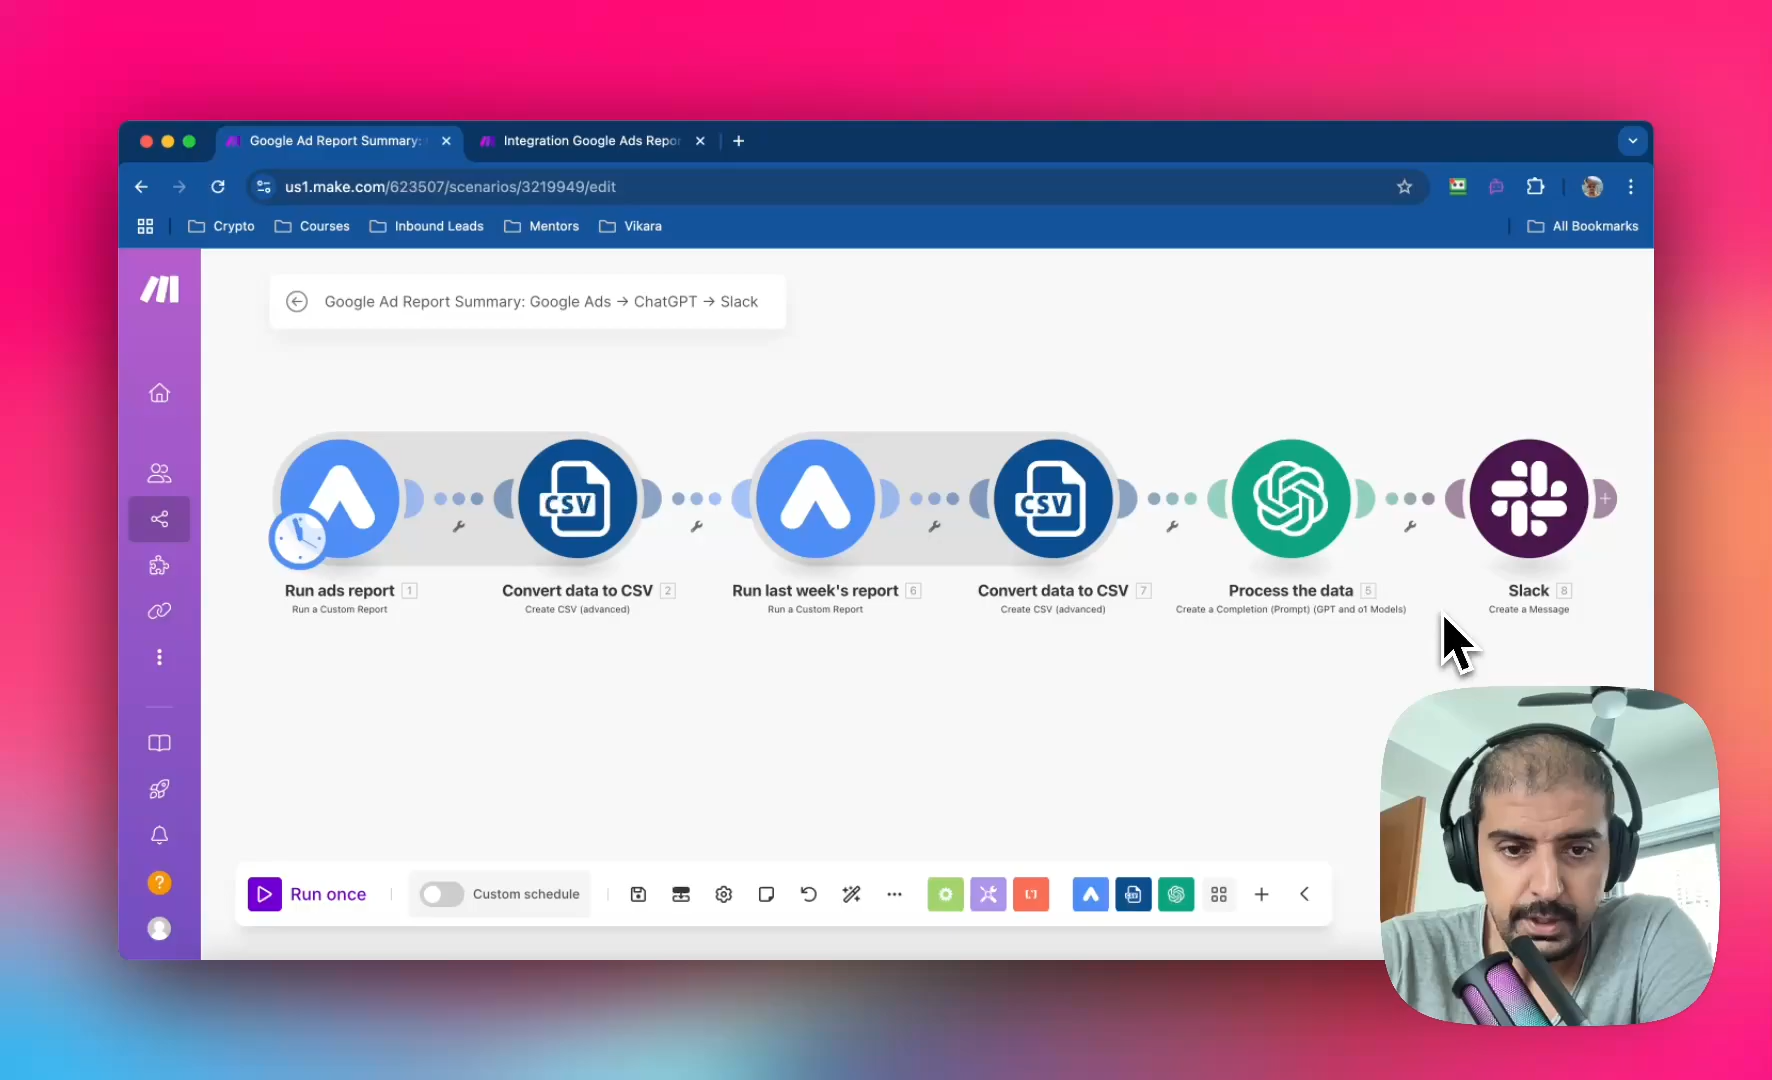 Google Ad Report Summary:
Integration Google Ads Repor
us1.make.com/623507/scenarios/3219949/edit
Crypto
Courses
Inbound Leads
Mentors
Vikara
All Bookmarks
Google Ad Report Summary: Google Ads → ChatGPT → Slack
CSV
CSV
Run ads report 1
Run a Custom Report
Convert data to CSV 2
Create CSV (advanced)
Run last week's report 6
Run a Custom Report
Convert data to CSV 7
Create CSV (advanced)
Process the data 5
Create a Completion (Prompt) (GPT and o1 Models)
Slack 8
Create a Message
Run once
Custom schedule